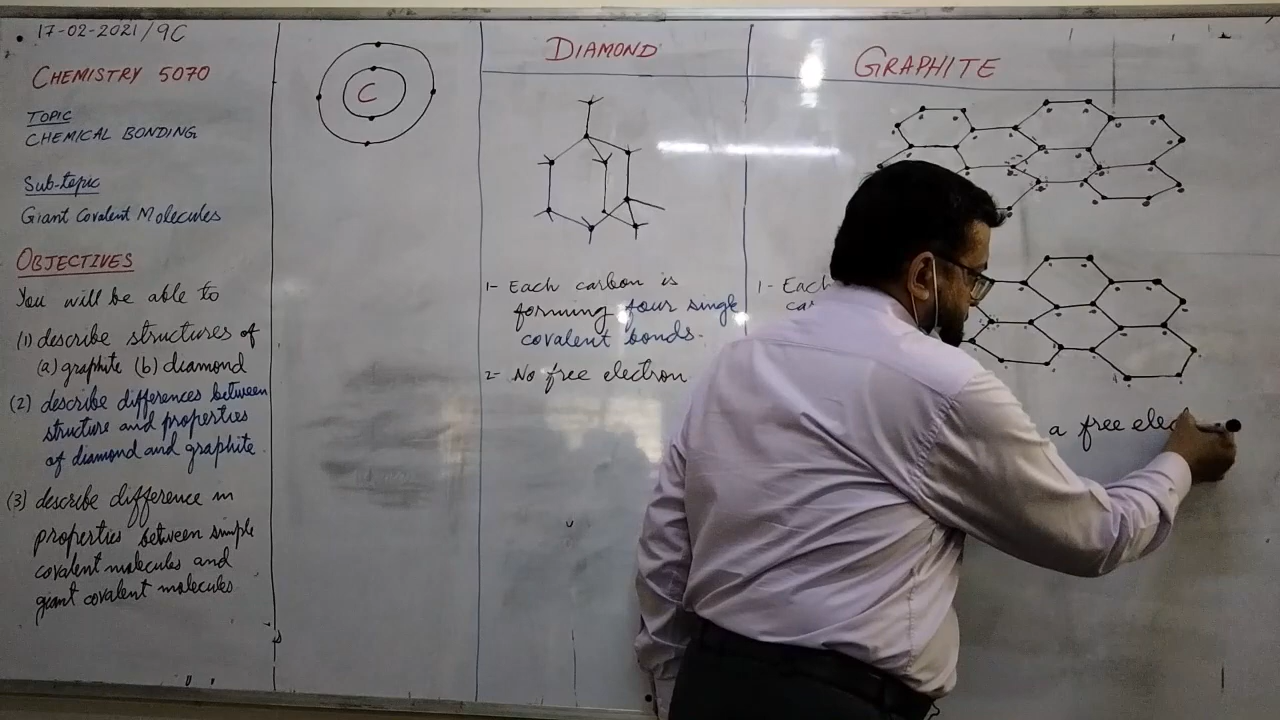 17-02-2021/9C
CHEMISTRY 5070
TOPIC
CHEMICAL BONDING
Sub-topic
Giant Covalent Molecules
OBJECTIVES
You will be able to
(1) describe structures of
(a) graphite (b) diamond
(2) describe differences between
structure and properties
of diamond and graphite.
(3) describe difference in
properties between simple
covalent molecules and
giant covalent molecules
C
DIAMOND
1- Each carbon is
forming four single
covalent bonds.
2- No free electron
GRAPHITE
1- Each
car
a free elec